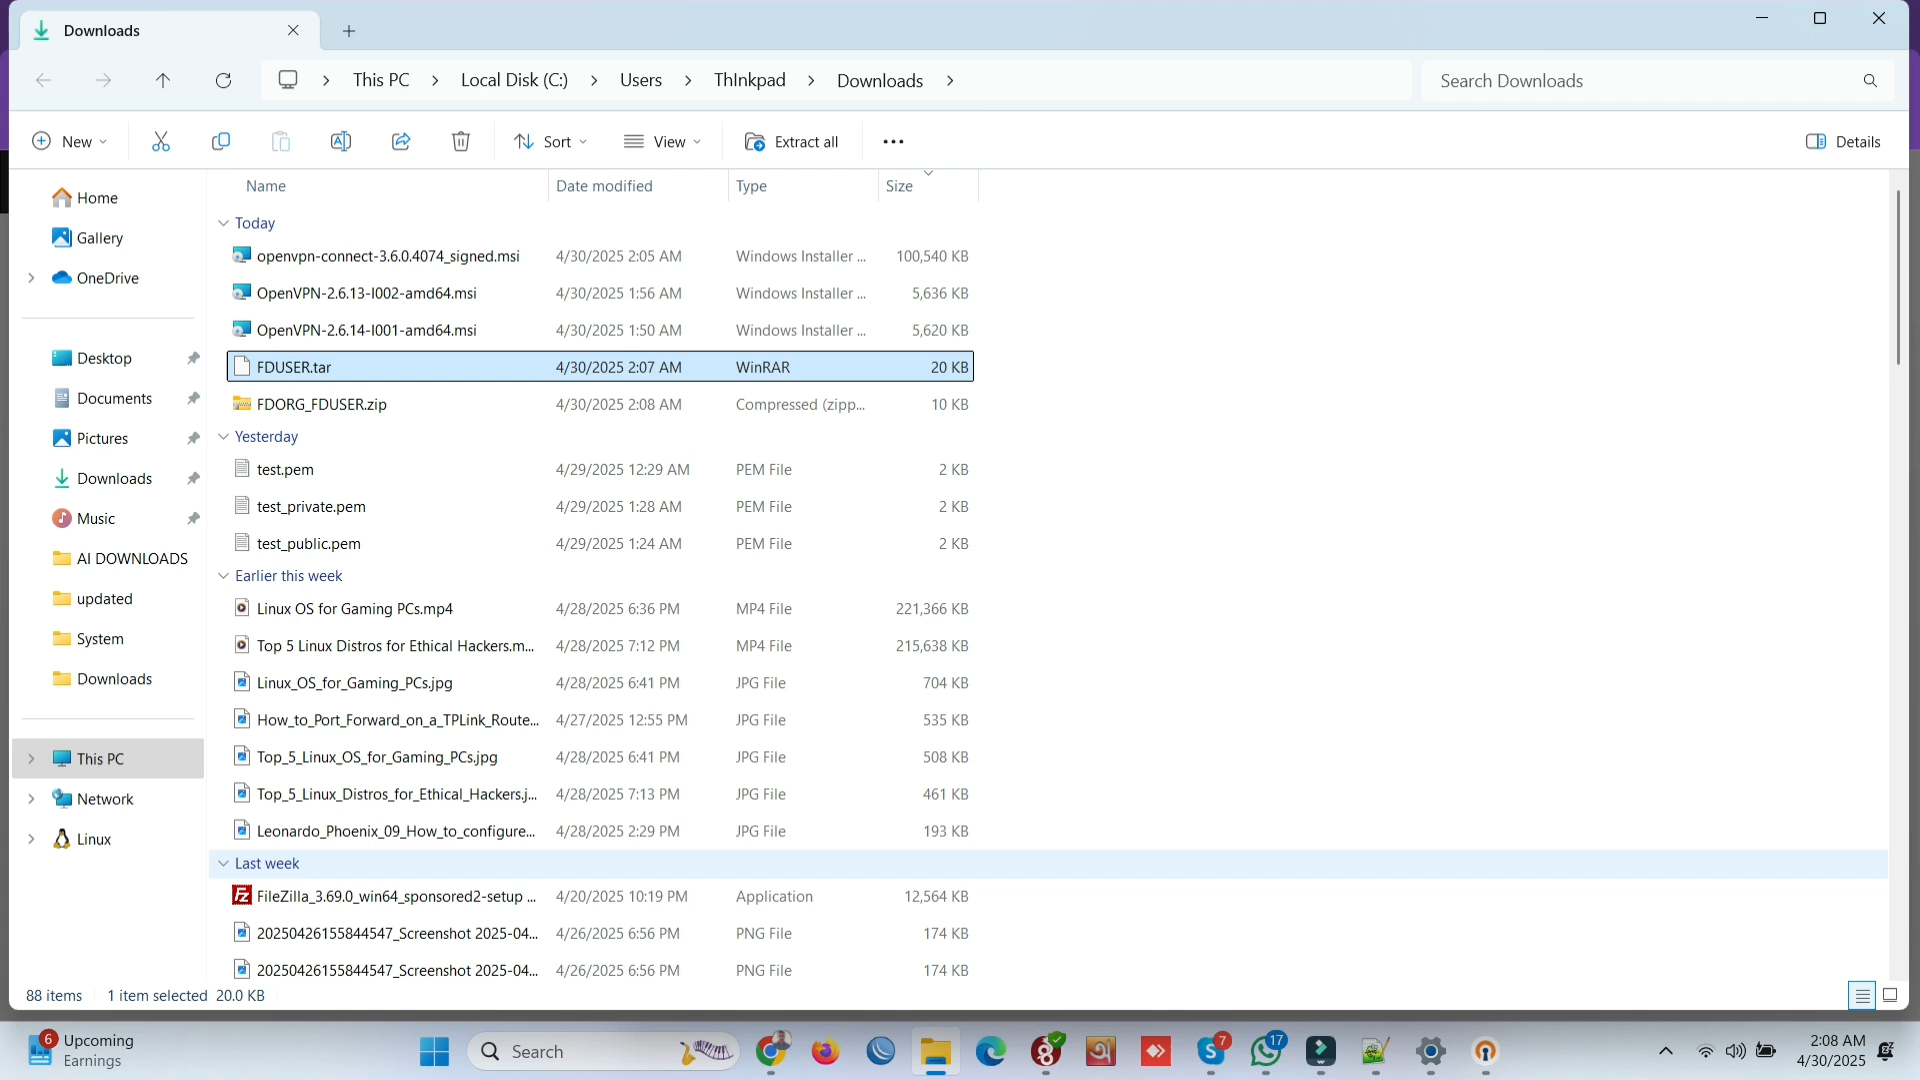 Downloads
This PC
Local Disk (C:)
Users
ThInkpad
Downloads
Search Downloads
New
Sort
View
Extract all
Details
Name Date modified Type Size
Home
Gallery
OneDrive
Desktop
Documents
Pictures
Downloads
Music
AI DOWNLOADS
updated
System
Downloads
This PC
Network
Linux
Today
openvpn-connect-3.6.0.4074_signed.msi 4/30/2025 2:05 AM Windows Installer ... 100,540 KB
OpenVPN-2.6.13-I002-amd64.msi 4/30/2025 1:56 AM Windows Installer ... 5,636 KB
OpenVPN-2.6.14-I001-amd64.msi 4/30/2025 1:50 AM Windows Installer ... 5,620 KB
FDUSER.tar 4/30/2025 2:07 AM WinRAR 20 KB
FDORG_FDUSER.zip 4/30/2025 2:08 AM Compressed (zipp... 10 KB
Yesterday
test.pem 4/29/2025 12:29 AM PEM File 2 KB
test_private.pem 4/29/2025 1:28 AM PEM File 2 KB
test_public.pem 4/29/2025 1:24 AM PEM File 2 KB
Earlier this week
Linux OS for Gaming PCs.mp4 4/28/2025 6:36 PM MP4 File 221,366 KB
Top 5 Linux Distros for Ethical Hackers.m... 4/28/2025 7:12 PM MP4 File 215,638 KB
Linux_OS_for_Gaming_PCs.jpg 4/28/2025 6:41 PM JPG File 704 KB
How_to_Port_Forward_on_a_TPLink_Route... 4/27/2025 12:55 PM JPG File 535 KB
Top_5_Linux_OS_for_Gaming_PCs.jpg 4/28/2025 6:41 PM JPG File 508 KB
Top_5_Linux_Distros_for_Ethical_Hackers.j... 4/28/2025 7:13 PM JPG File 461 KB
Leonardo_Phoenix_09_How_to_configure... 4/28/2025 2:29 PM JPG File 193 KB
Last week
FileZilla_3.69.0_win64_sponsored2-setup ... 4/20/2025 10:19 PM Application 12,564 KB
20250426155844547_Screenshot 2025-04... 4/26/2025 6:56 PM PNG File 174 KB
20250426155844547_Screenshot 2025-04... 4/26/2025 6:56 PM PNG File 174 KB
88 items 1 item selected 20.0 KB
6
Upcoming
Earnings
Search
7
17
2:08 AM
4/30/2025